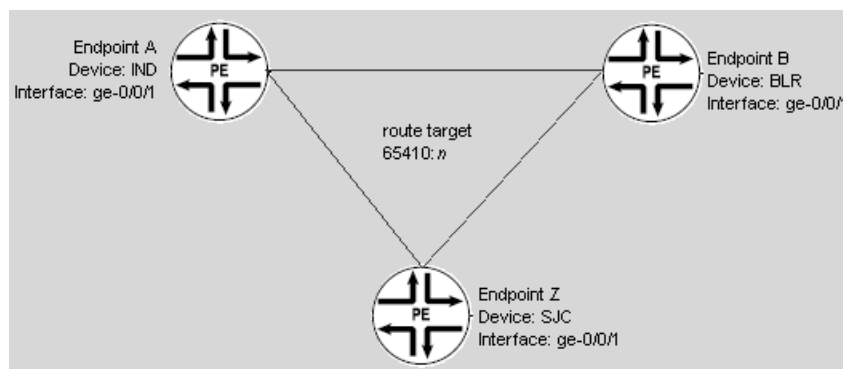 Endpoint A
Device: IND
Interface: ge-0/0/1
PE
PE
Endpoint B
Device: BLR
Interface: ge-0/0/1
route target
65410: n
PE
Endpoint Z
Device: SJC
Interface: ge-0/0/1